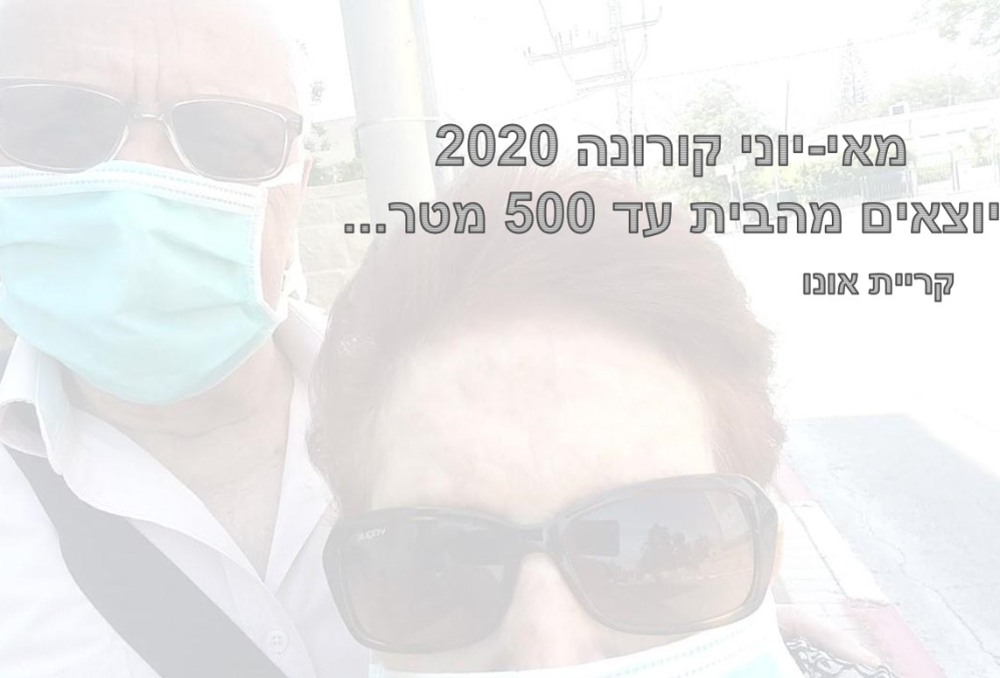 מאי-יוני קורונה 2020
יוצאים מהבית עד 500 מטר...
קריית אונו